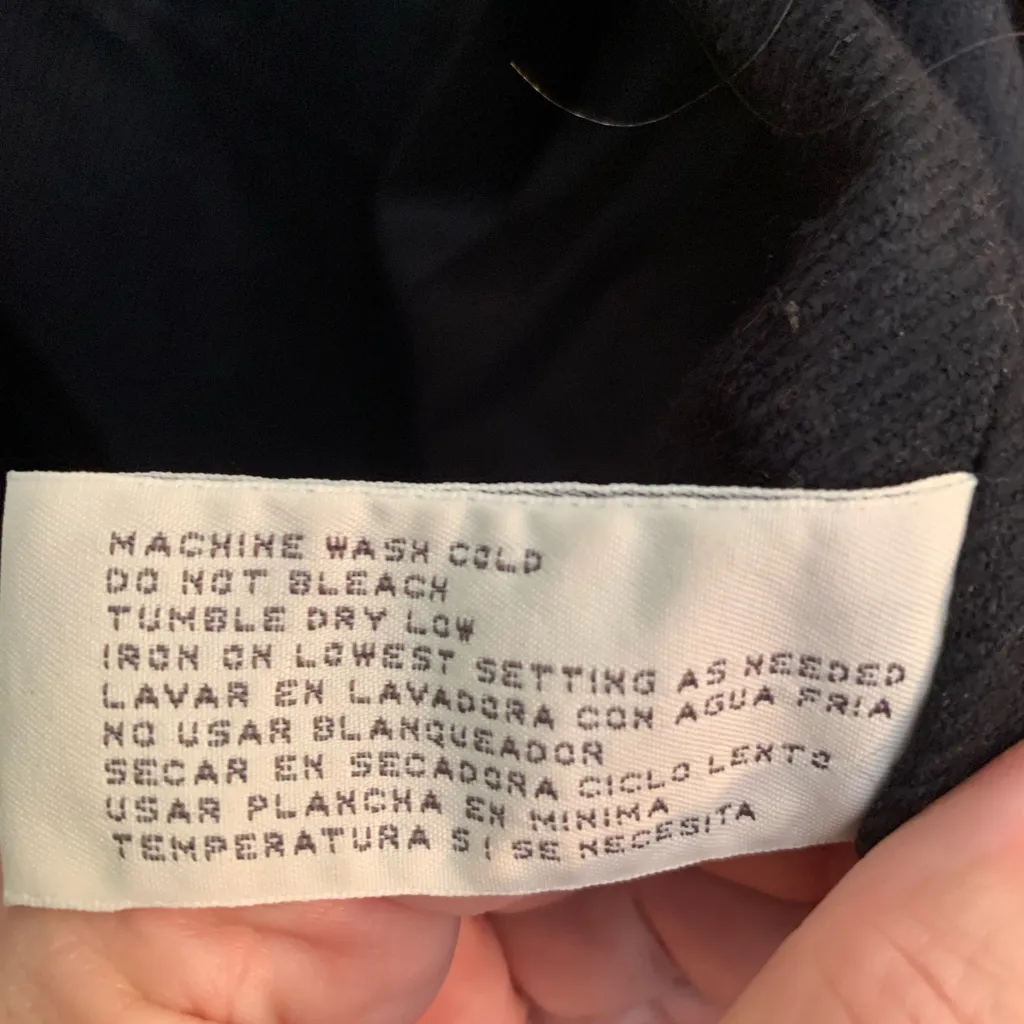 MACHINE WASH COLD
DO NOT BLEACH
TUMBLE DRY LOW
IRON ON LOWEST SETTING AS NEEDED
LAVAR EN LAVADORA CON AGUA FRIA
NO USAR BLANQUEADOR
SECAR EN SECADORA CICLO LENTO
USAR PLANCHA EN MINIMA
TEMPERATURA SI SE NECESITA